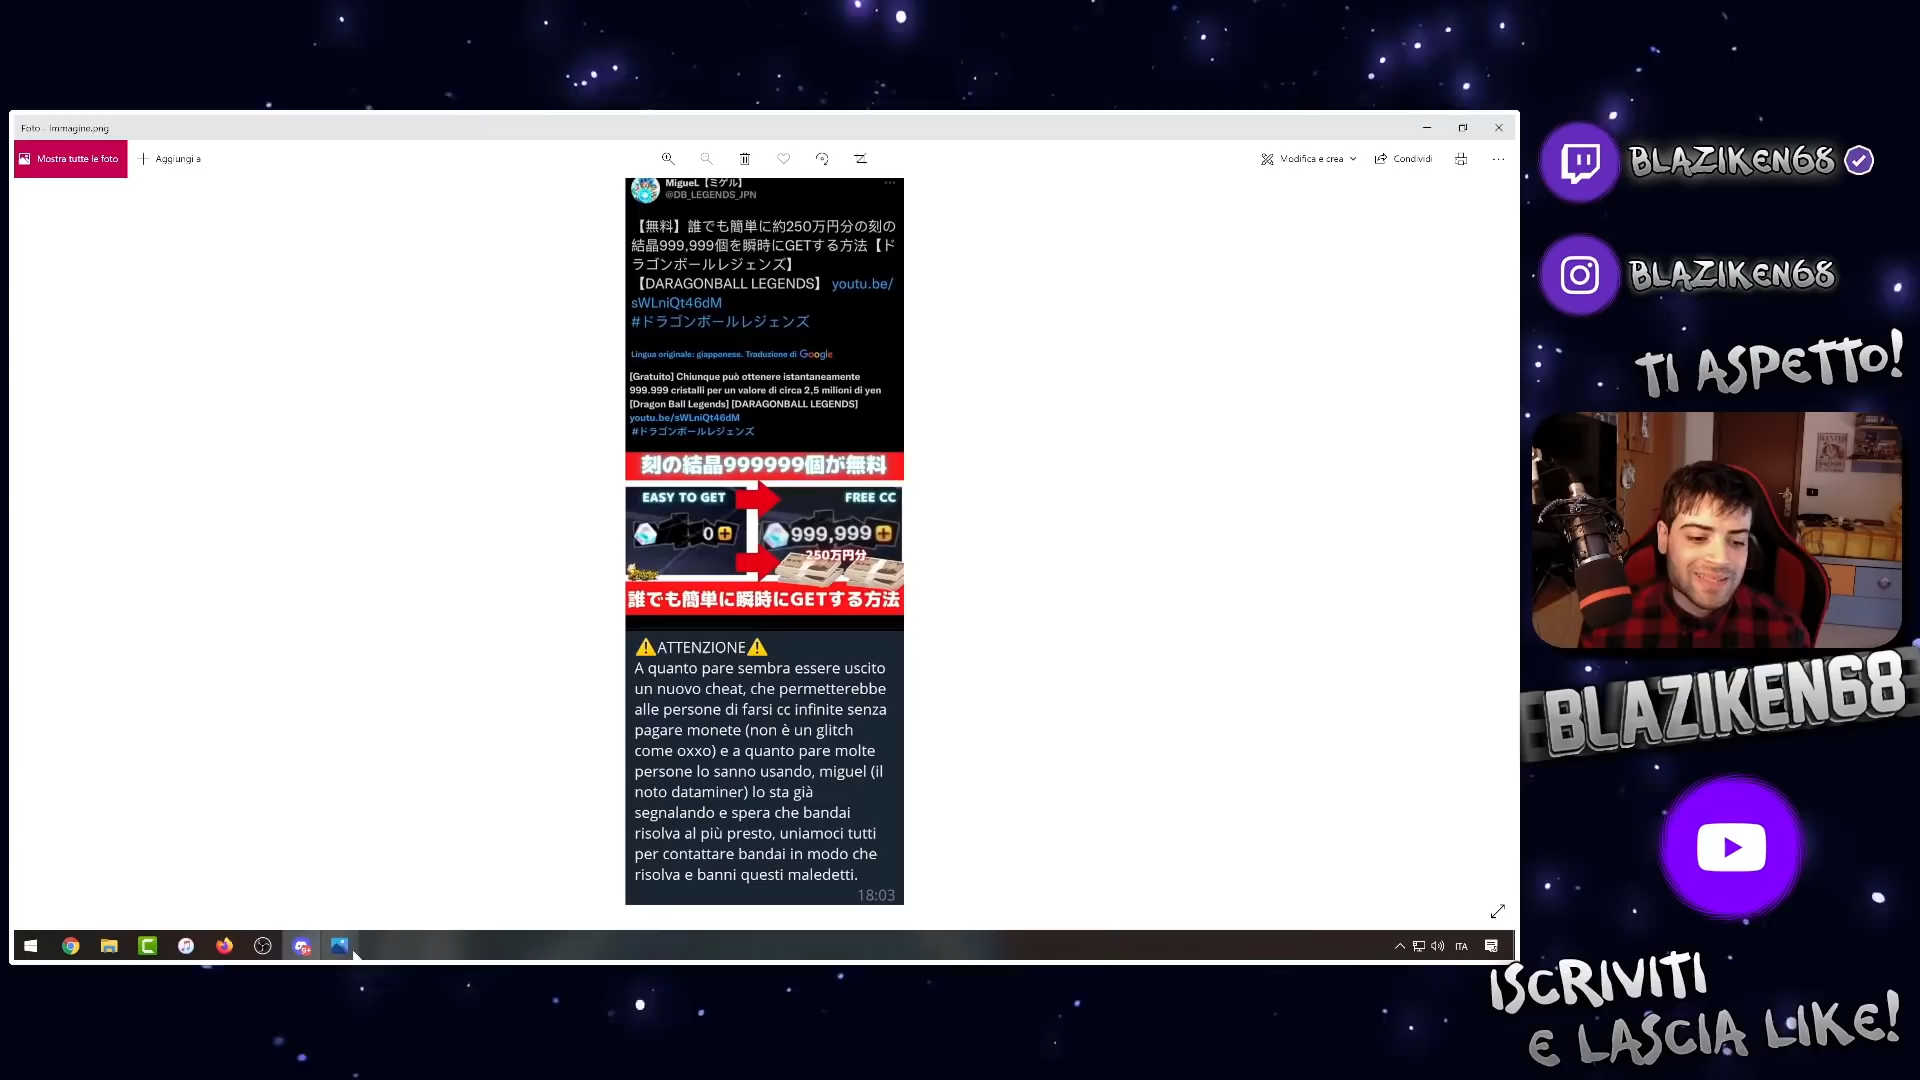 Foto - Immagine.png
Mostra tutte le foto
Aggiungi a
Modifica e crea
Condividi
MigueL【ミゲル】
@DB_LEGENDS_JPN
【無料】誰でも簡単に約250万円分の刻の
結晶999,999個を瞬時にGETする方法【ド
ラゴンボールレジェンズ】
【DARAGONBALL LEGENDS】 youtu.be/
sWLniQt46dM
#ドラゴンボールレジェンズ
Lingua originale: giapponese. Traduzione di Google
[Gratuito] Chiunque può ottenere istantaneamente
999.999 cristalli per un valore di circa 2,5 milioni di yen
[Dragon Ball Legends] [DARAGONBALL LEGENDS]
youtu.be/sWLniQt46dM
#ドラゴンボールレジェンズ
刻の結晶999999個が無料
EASY TO GET
FREE CC
0
999,999
250万円分
誰でも簡単に瞬時にGETする方法
⚠️ATTENZIONE⚠️
A quanto pare sembra essere uscito
un nuovo cheat, che permetterebbe
alle persone di farsi cc infinite senza
pagare monete (non è un glitch
come oxxo) e a quanto pare molte
persone lo sanno usando, miguel (il
noto dataminer) lo sta già
segnalando e spera che bandai
risolva al più presto, uniamoci tutti
per contattare bandai in modo che
risolva e banni questi maledetti.
18:03
ITA
BLAZIKEN68
BLAZIKEN68
TI ASPETTO!
WANTED
BLAZIKEN68
ISCRIVITI
E LASCIA LIKE!